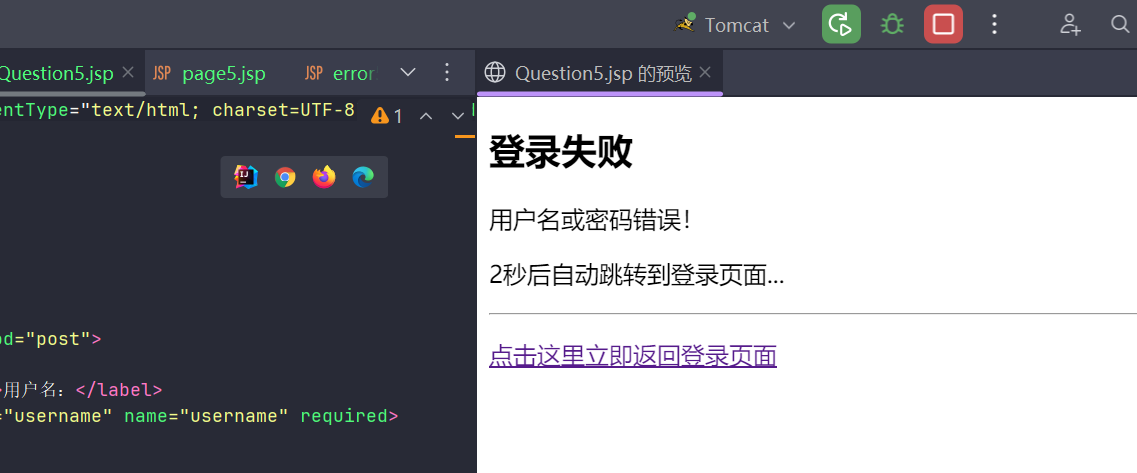 Tomcat
Question5.jsp
JSP page5.jsp
JSP error
Question5.jsp 的预览
entType="text/html; charset=UTF-8
1
od="post">
用户名：</label>
="username" name="username" required>
登录失败
用户名或密码错误！
2秒后自动跳转到登录页面...
点击这里立即返回登录页面